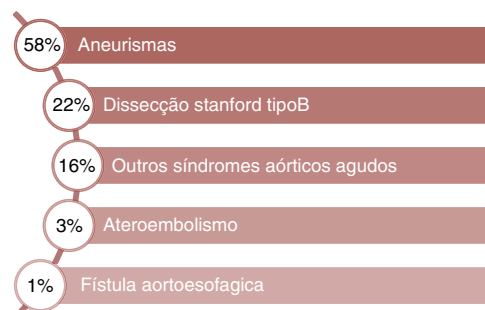 58% Aneurismas
22% Dissecção stanford tipoB
16% Outros síndromes aórticos agudos
3% Ateroembolismo
1% Fístula aortoesofagica